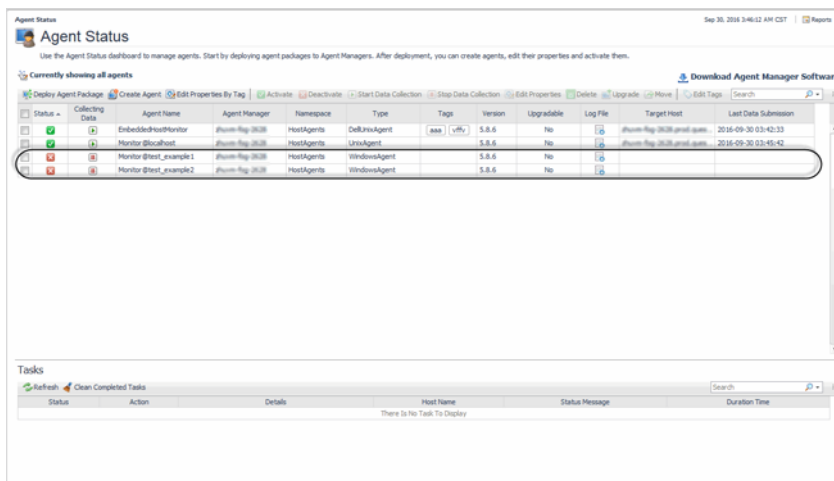 Agent Status
Sep 30, 2016 3:46:12 AM CST Reports
Agent Status
Use the Agent Status dashboard to manage agents. Start by deploying agent packages to Agent Managers. After deployment, you can create agents, edit their properties and activate them.
Currently showing all agents
Download Agent Manager Softwar
Deploy Agent Package Create Agent Edit Properties By Tag Activate Deactivate Start Data Collection Stop Data Collection Edit Properties Delete Upgrade Move Edit Tags Search
Status Collecting Data Agent Name Agent Manager Namespace Type Tags Version Upgradable Log File Target Host Last Data Submission
EmbeddedHostMonitor HostAgents DellUnixAgent aaa vffv 5.8.6 No 2016-09-30 03:42:33
Monitor@localhost HostAgents UnixAgent 5.8.6 No 2016-09-30 03:45:42
Monitor@test_example1 HostAgents WindowsAgent 5.8.6 No
Monitor@test_example2 HostAgents WindowsAgent 5.8.6 No
Tasks
Refresh Clean Completed Tasks Search
Status Action Details Host Name Status Message Duration Time
There Is No Task To Display